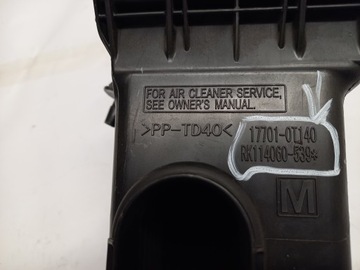 FOR AIR CLEANER SERVICE,
SEE OWNER'S MANUAL.
>PP-TD40<
17701-0T140
RK114060-539*
M